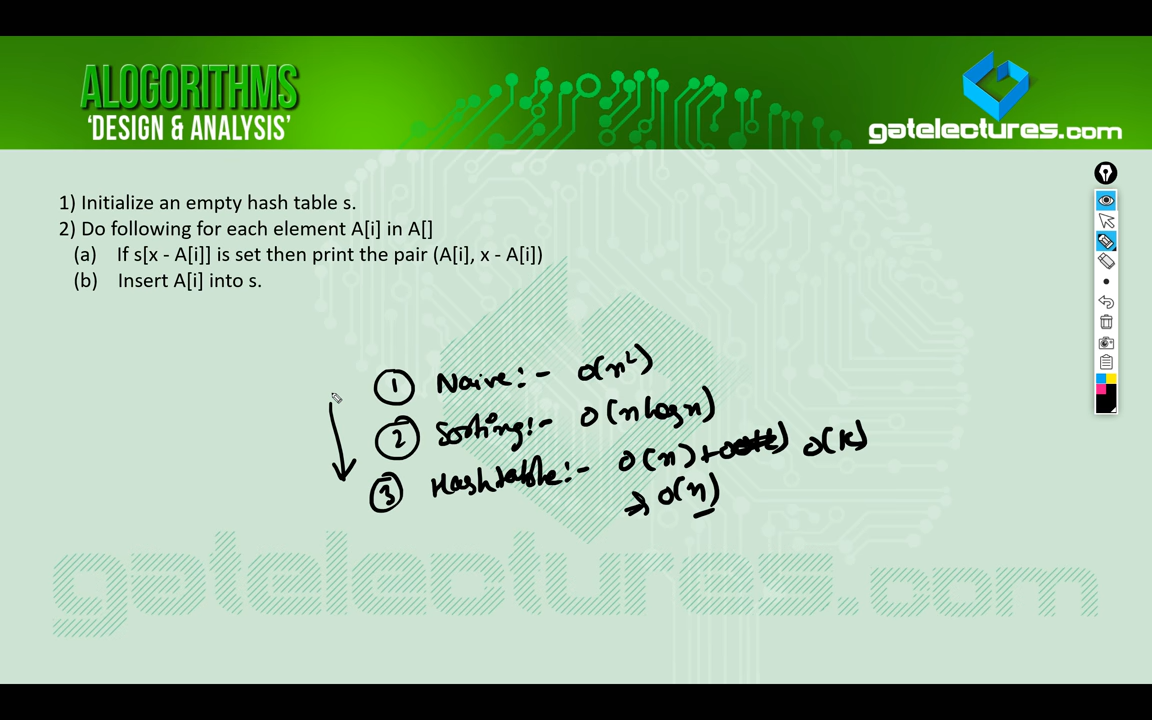 ALOGORITHMS
‘DESIGN & ANALYSIS’
gatelectures.com
1) Initialize an empty hash table s.
2) Do following for each element A[i] in A[]
(a) If s[x - A[i]] is set then print the pair (A[i], x - A[i])
(b) Insert A[i] into s.
① Naive:- O(n²)
② Sorting:- O(n log n)
③ Hashtable:- O(n) + O(k)
→ O(n)
gatelectures.com